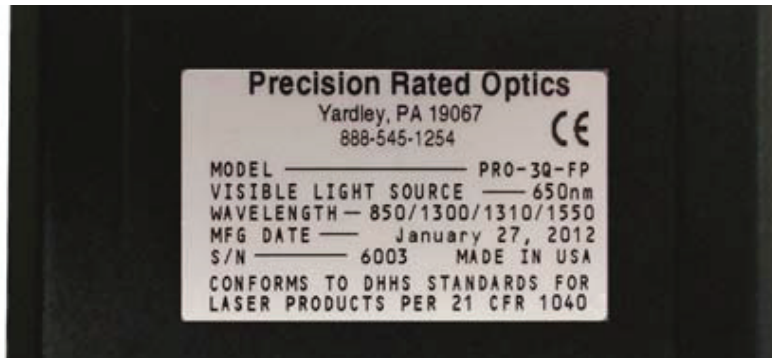 Precision Rated Optics
Yardley, PA 19067
888-545-1254
CE
MODEL — PRO-3Q-FP
VISIBLE LIGHT SOURCE — 650nm
WAVELENGTH — 850/1300/1310/1550
MFG DATE — January 27, 2012
S/N — 6003 MADE IN USA
CONFORMS TO DHHS STANDARDS FOR
LASER PRODUCTS PER 21 CFR 1040